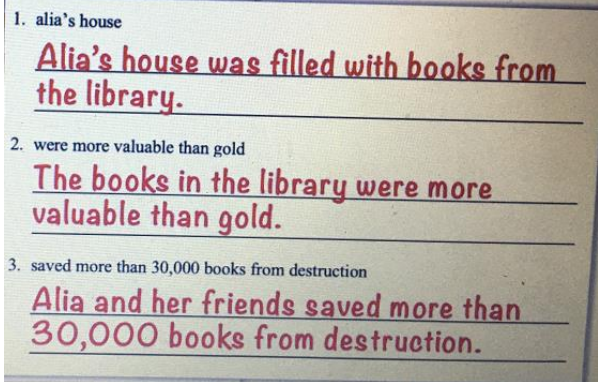 1. alia's house
Alia's house was filled with books from
the library.
2. were more valuable than gold
The books in the library were more
valuable than gold.
3. saved more than 30,000 books from destruction
Alia and her friends saved more than
30,000 books from destruction.